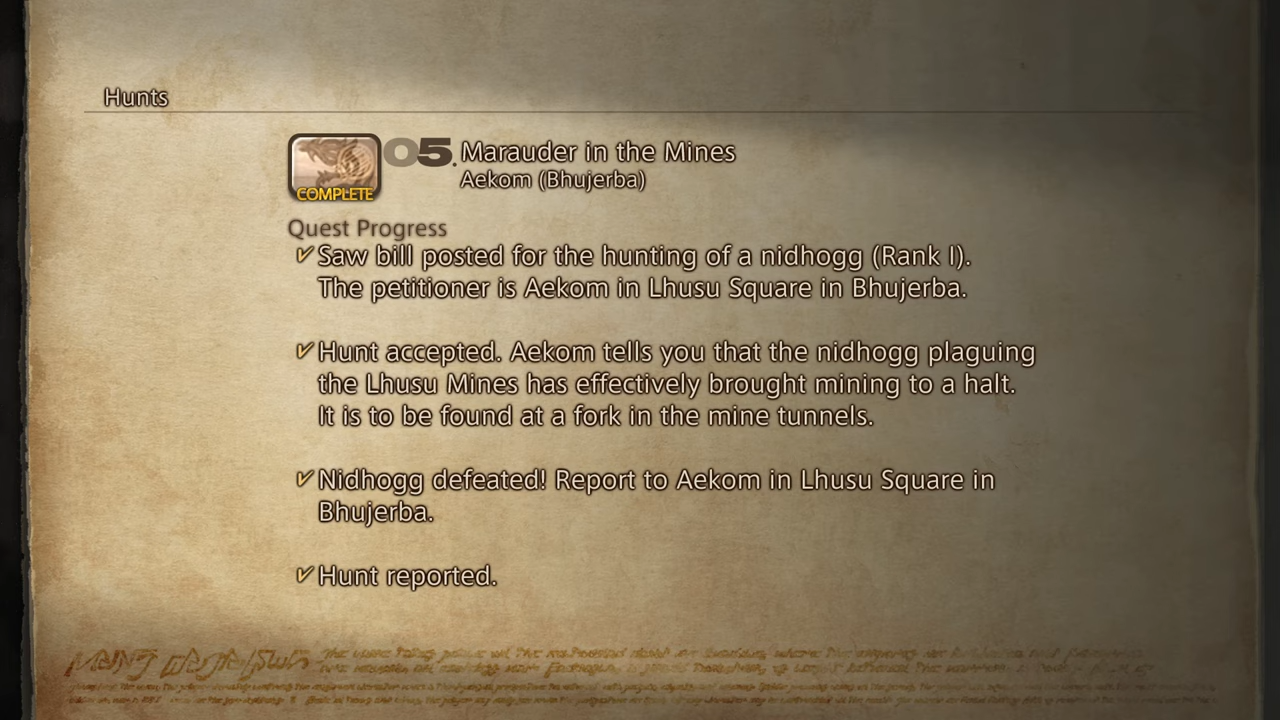 Hunts
COMPLETE
05. Marauder in the Mines
Aekom (Bhujerba)
Quest Progress
✔ Saw bill posted for the hunting of a nidhogg (Rank I).
The petitioner is Aekom in Lhusu Square in Bhujerba.
✔ Hunt accepted. Aekom tells you that the nidhogg plaguing
the Lhusu Mines has effectively brought mining to a halt.
It is to be found at a fork in the mine tunnels.
✔ Nidhogg defeated! Report to Aekom in Lhusu Square in
Bhujerba.
✔ Hunt reported.